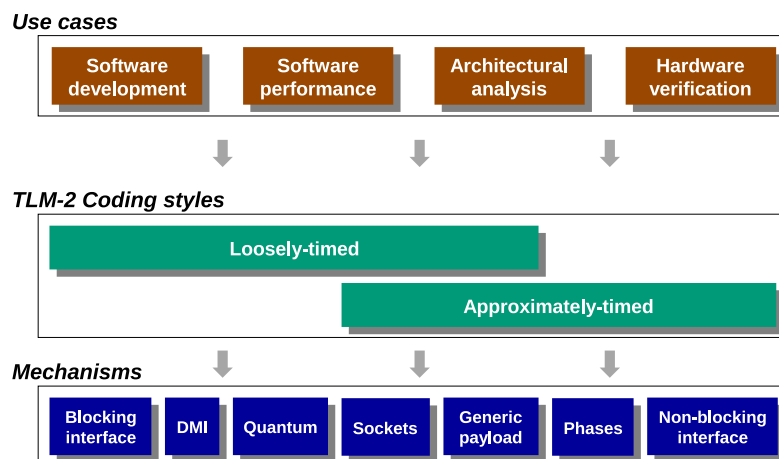 Use cases
Software development
Software performance
Architectural analysis
Hardware verification
TLM-2 Coding styles
Loosely-timed
Approximately-timed
Mechanisms
Blocking interface
DMI
Quantum
Sockets
Generic payload
Phases
Non-blocking interface